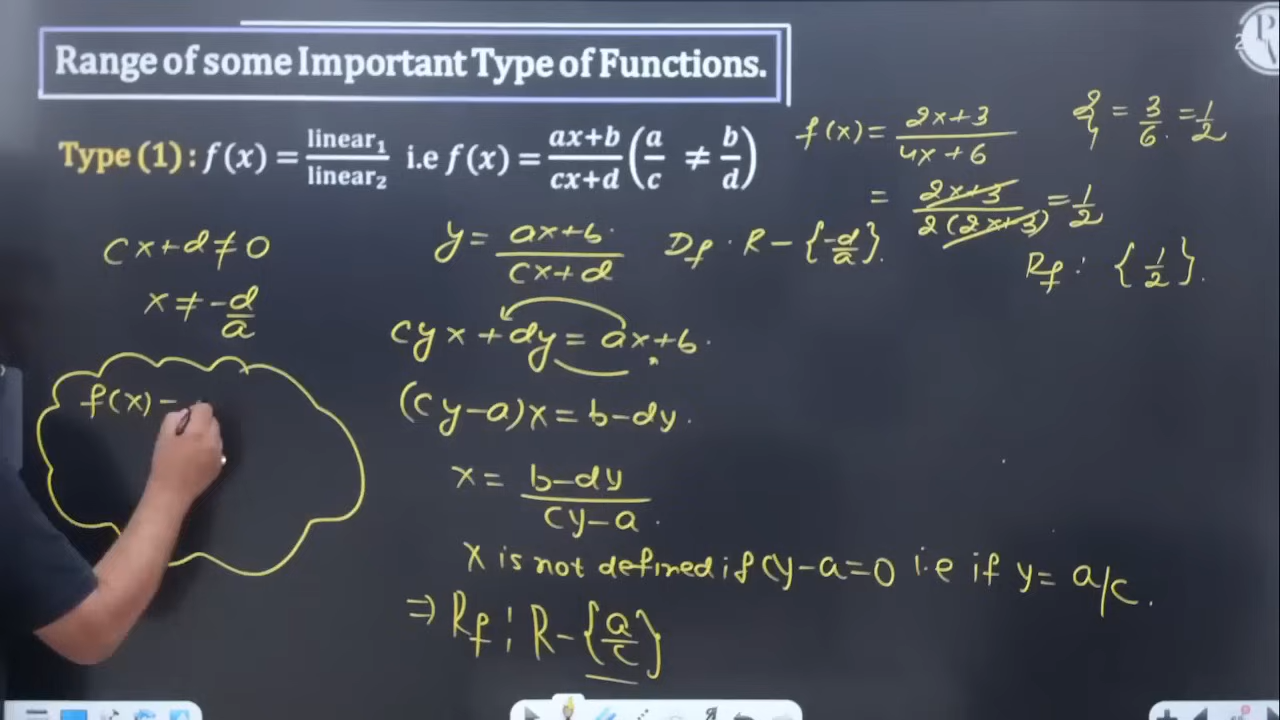 Range of some Important Type of Functions.
Type (1) : f(x) = linear₁/linear₂ i.e f(x) = (ax+b)/(cx+d) (a/c ≠ b/d)
f(x) = (2x+3)/(4x+6)
= 3/6 = 1/2
= (2x+3)/(2(2x+3)) = 1/2
Rf : {1/2}.
cx+d ≠ 0
x ≠ -d/a
f(x) =
y = (ax+b)/(cx+d)
Df : R - {-d/a}.
cyx + dy = ax+b.
(cy-a)x = b-dy.
x = (b-dy)/(cy-a).
x is not defined if cy-a=0 i.e if y= a/c.
⇒ Rf : R - {a/c}